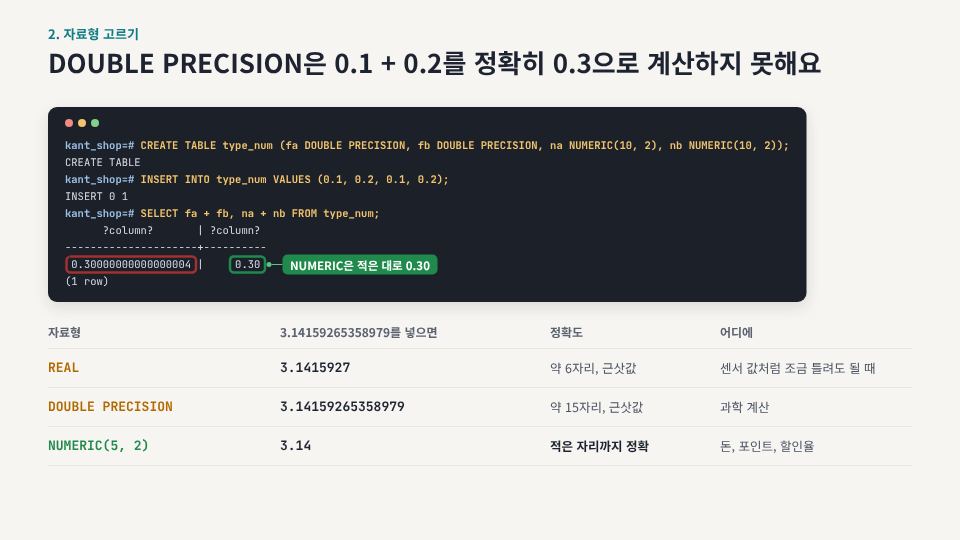 2. 자료형 고르기
DOUBLE PRECISION은 0.1 + 0.2를 정확히 0.3으로 계산하지 못해요
kant_shop=# CREATE TABLE type_num (fa DOUBLE PRECISION, fb DOUBLE PRECISION, na NUMERIC(10, 2), nb NUMERIC(10, 2));
CREATE TABLE
kant_shop=# INSERT INTO type_num VALUES (0.1, 0.2, 0.1, 0.2);
INSERT 0 1
kant_shop=# SELECT fa + fb, na + nb FROM type_num;
?column? | ?column?
---------------------+----------
0.30000000000000004 | 0.30 NUMERIC은 적은 대로 0.30
(1 row)
자료형 3.14159265358979를 넣으면 정확도 어디에
REAL 3.1415927 약 6자리, 근삿값 센서 값처럼 조금 틀려도 될 때
DOUBLE PRECISION 3.14159265358979 약 15자리, 근삿값 과학 계산
NUMERIC(5, 2) 3.14 적은 자리까지 정확 돈, 포인트, 할인율